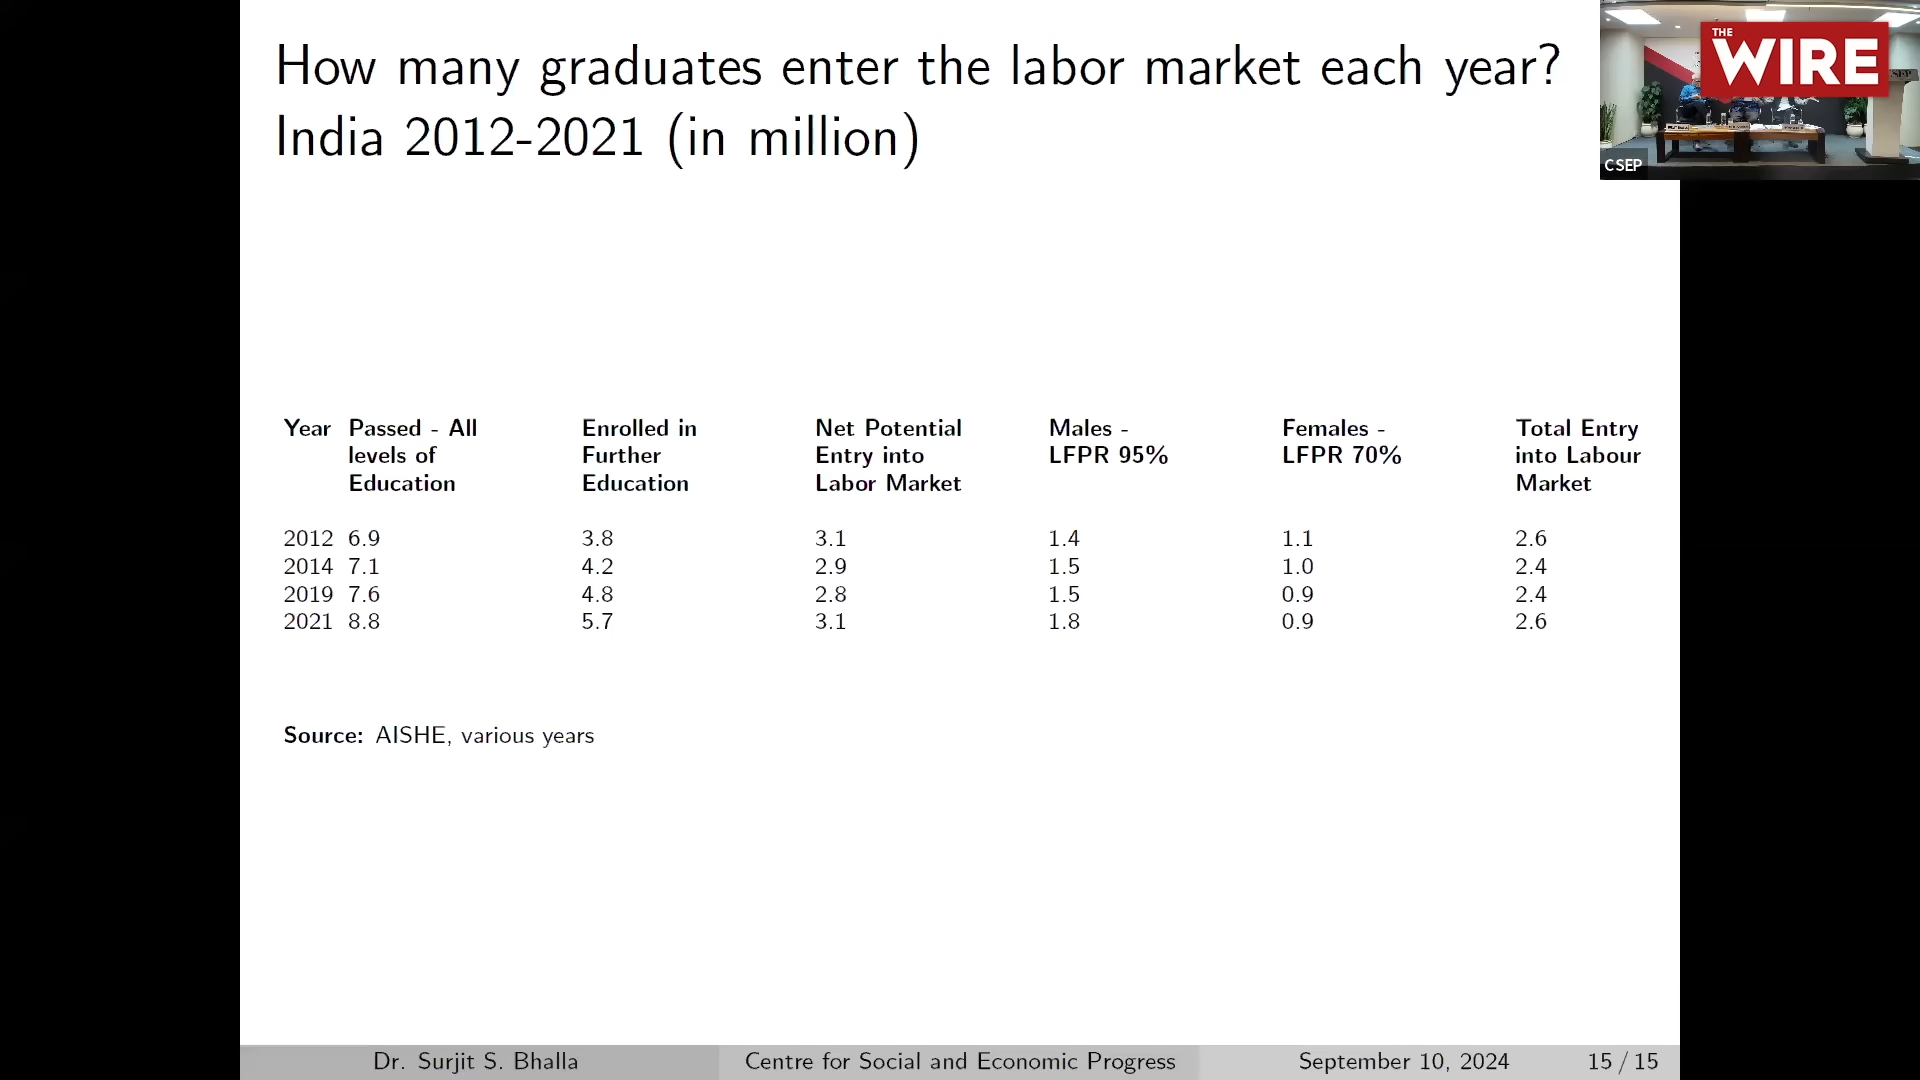 How many graduates enter the labor market each year?
India 2012-2021 (in million)
THE
WIRE
CSEP
CSEP
Year Passed - All levels of Education Enrolled in Further Education Net Potential Entry into Labor Market Males - LFPR 95% Females - LFPR 70% Total Entry into Labour Market
2012 6.9 3.8 3.1 1.4 1.1 2.6
2014 7.1 4.2 2.9 1.5 1.0 2.4
2019 7.6 4.8 2.8 1.5 0.9 2.4
2021 8.8 5.7 3.1 1.8 0.9 2.6
Source: AISHE, various years
Dr. Surjit S. Bhalla Centre for Social and Economic Progress September 10, 2024 15 / 15